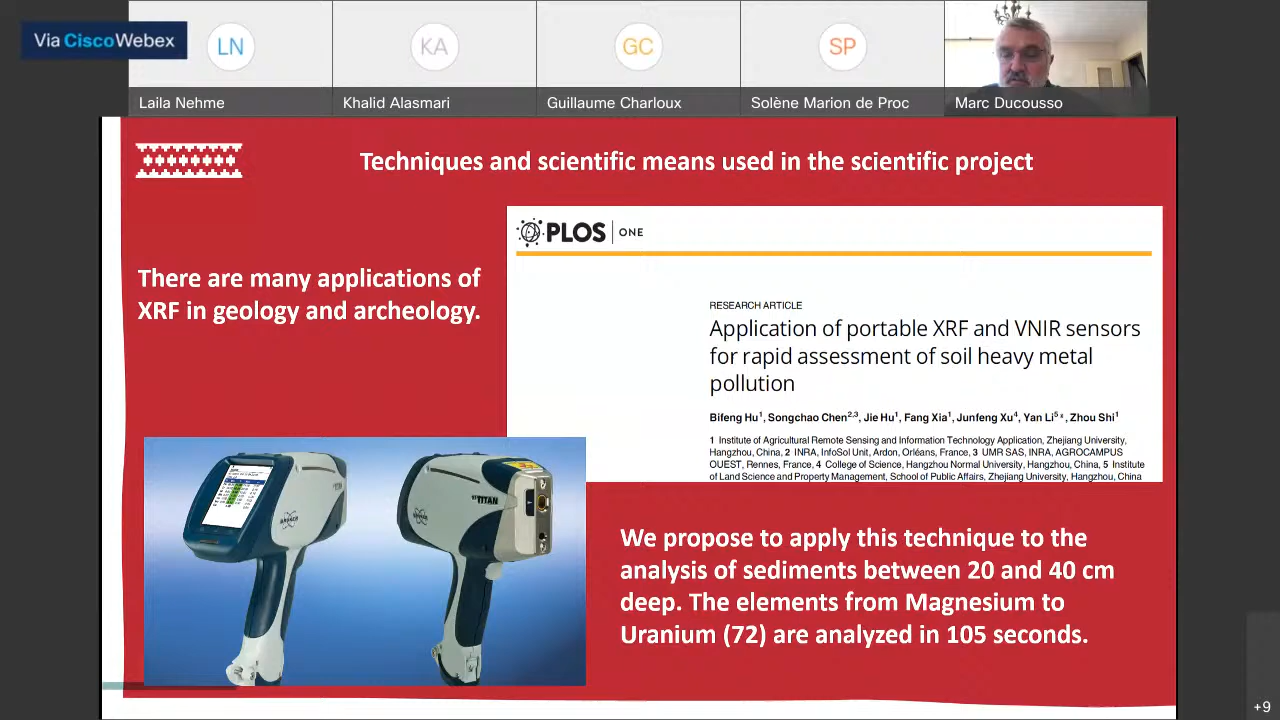 Via Cisco Webex
LN
KA
GC
SP
Laila Nehme
Khalid Alasmari
Guillaume Charloux
Solène Marion de Proc
Marc Ducousso
Techniques and scientific means used in the scientific project
There are many applications of
XRF in geology and archeology.
PLOS ONE
RESEARCH ARTICLE
Application of portable XRF and VNIR sensors
for rapid assessment of soil heavy metal
pollution
Bifeng Hu1, Songchao Chen2,3, Jie Hu1, Fang Xia1, Junfeng Xu4, Yan Li5*, Zhou Shi1
1 Institute of Agricultural Remote Sensing and Information Technology Application, Zhejiang University,
Hangzhou, China, 2 INRA, InfoSol Unit, Ardon, Orléans, France, 3 UMR SAS, INRA, AGROCAMPUS
OUEST, Rennes, France, 4 College of Science, Hangzhou Normal University, Hangzhou, China, 5 Institute
of Land Science and Property Management, School of Public Affairs, Zhejiang University, Hangzhou, China
BRUKER
TITAN
We propose to apply this technique to the
analysis of sediments between 20 and 40 cm
deep. The elements from Magnesium to
Uranium (72) are analyzed in 105 seconds.
+9